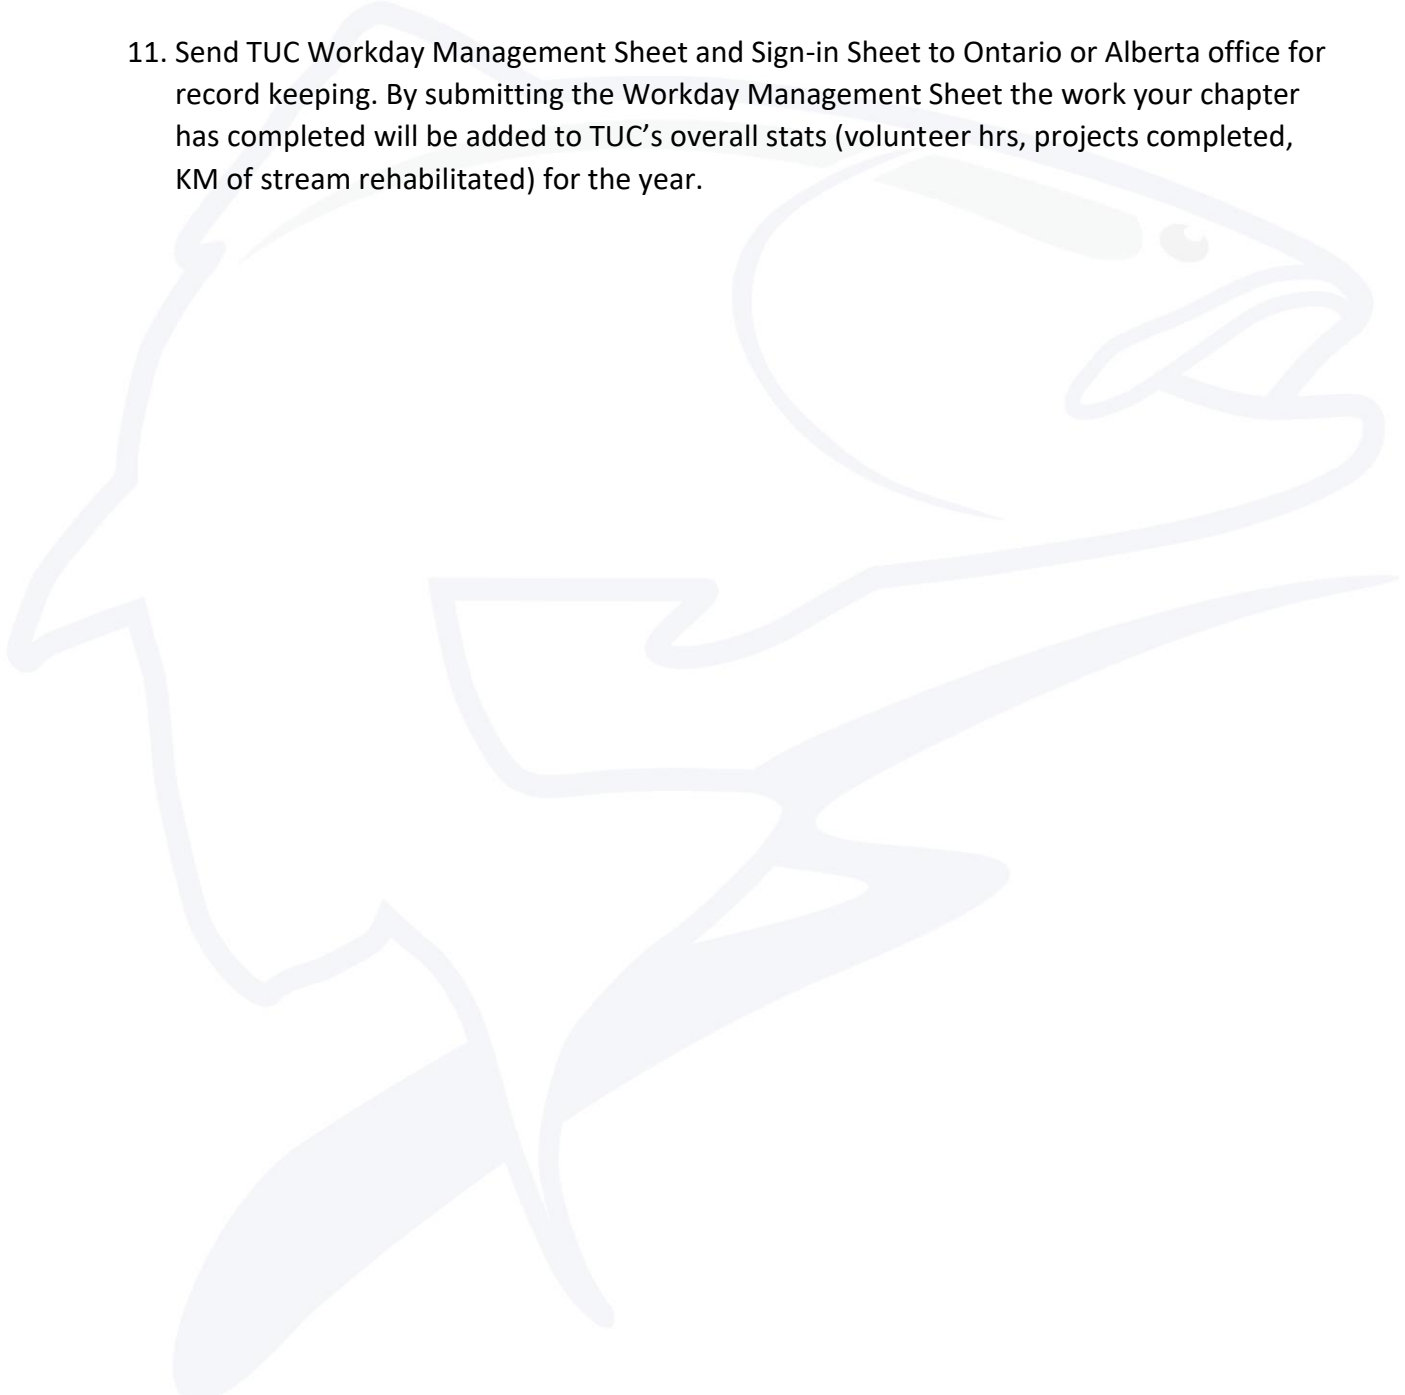 11. Send TUC Workday Management Sheet and Sign-in Sheet to Ontario or Alberta office for
record keeping. By submitting the Workday Management Sheet the work your chapter
has completed will be added to TUC’s overall stats (volunteer hrs, projects completed,
KM of stream rehabilitated) for the year.